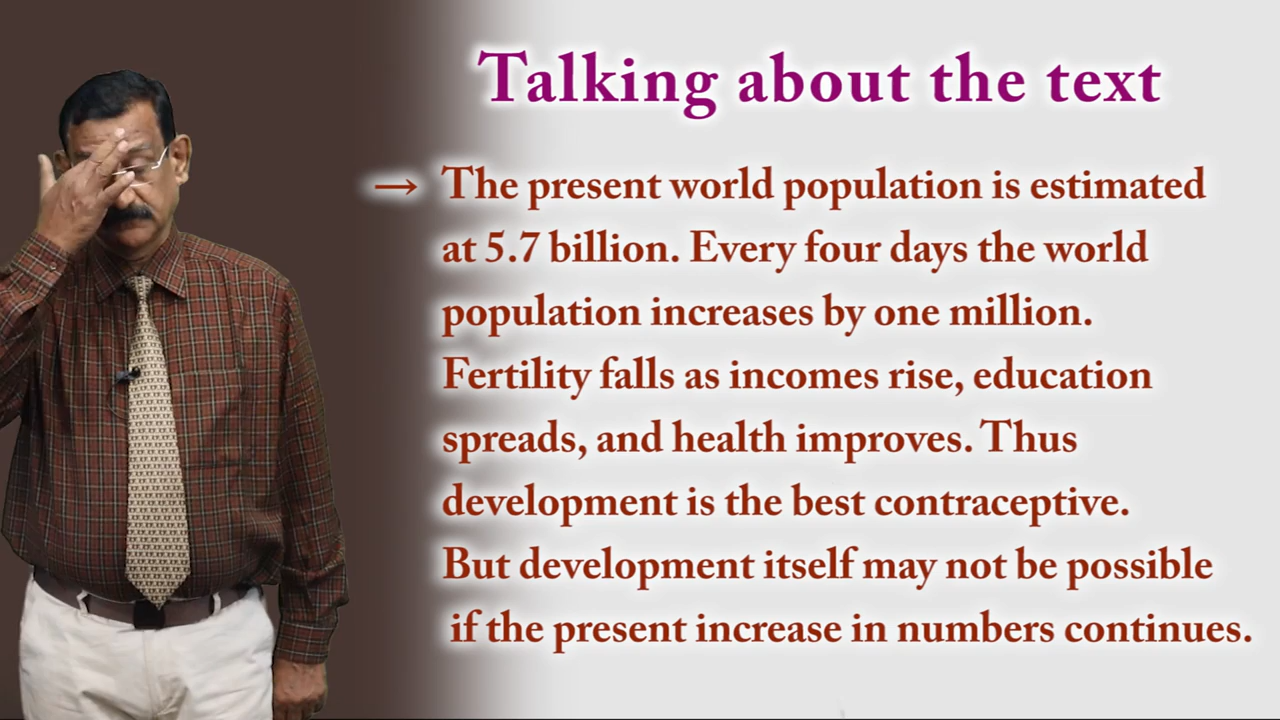 Talking about the text
→ The present world population is estimated
at 5.7 billion. Every four days the world
population increases by one million.
Fertility falls as incomes rise, education
spreads, and health improves. Thus
development is the best contraceptive.
But development itself may not be possible
if the present increase in numbers continues.